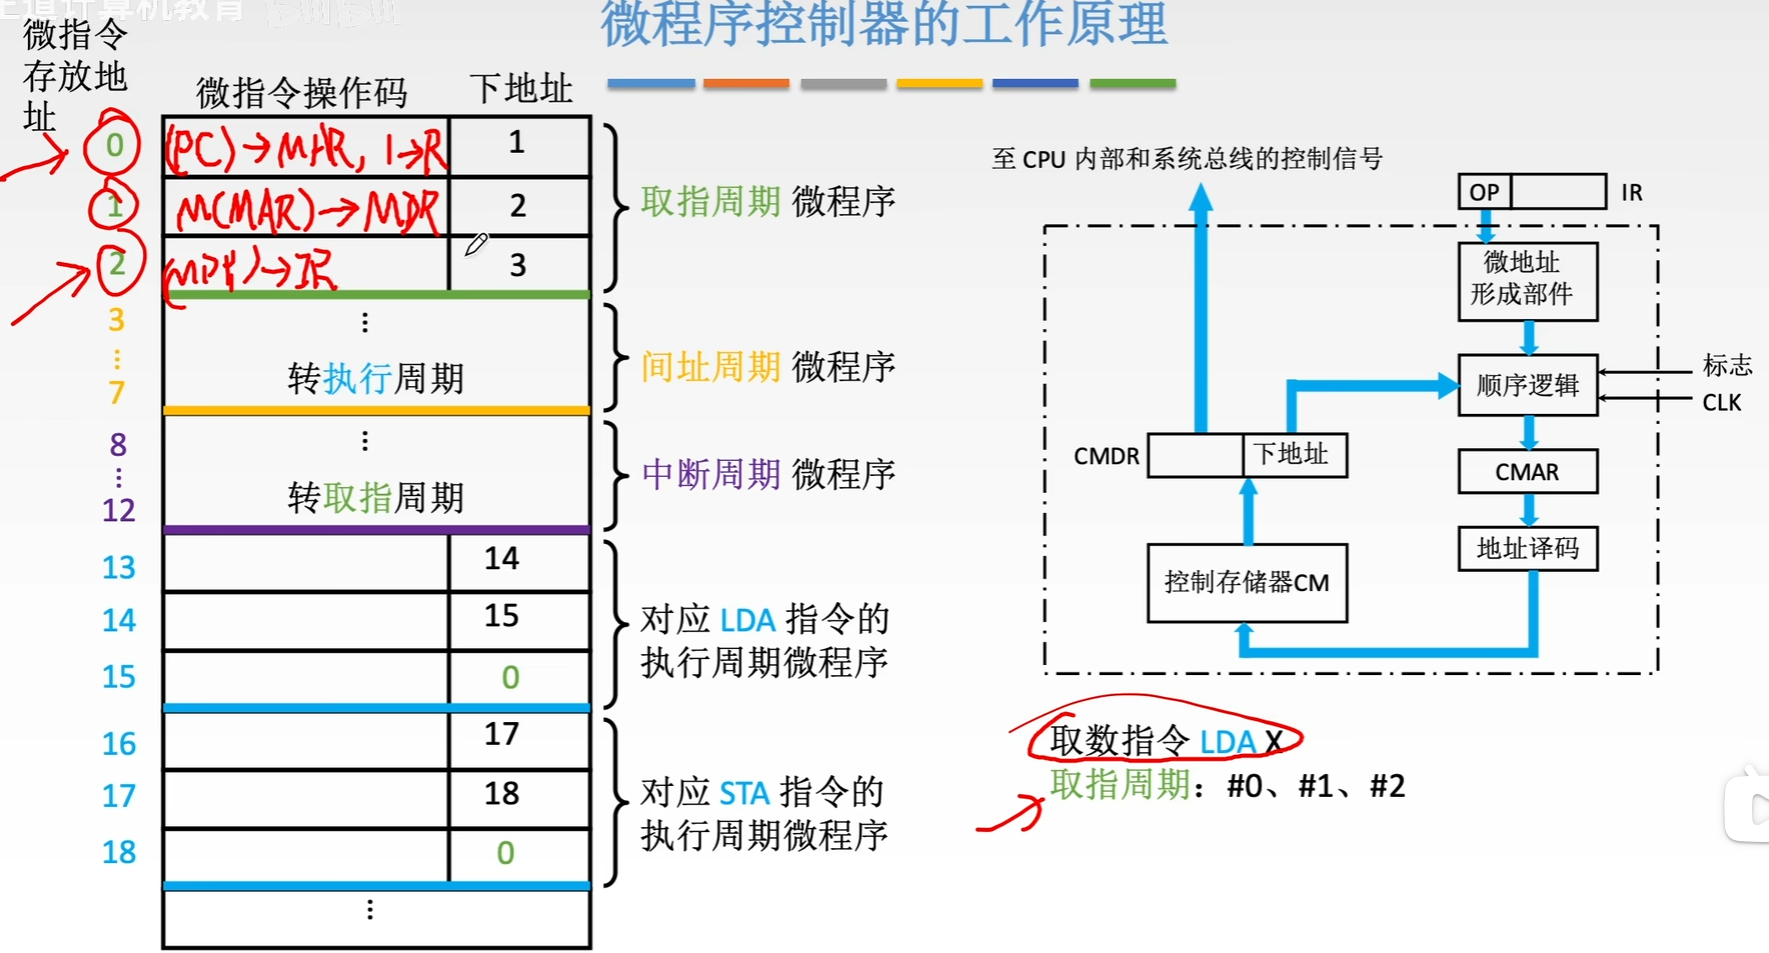 王道计算机教育
bilibili
微程序控制器的工作原理
微指令
存放地
址
微指令操作码 下地址
0 (PC)→MAR, 1→R 1
1 M(MAR)→MDR 2
2 (MDR)→IR 3
取指周期 微程序
3
⋮ ⋮
7 转执行周期
间址周期 微程序
8 ⋮
⋮
12 转取指周期
中断周期 微程序
13 14
14 15
15 0
对应 LDA 指令的
执行周期微程序
16 17
17 18
18 0
对应 STA 指令的
执行周期微程序
⋮
至 CPU 内部和系统总线的控制信号
OP IR
微地址
形成部件
顺序逻辑
标志
CLK
CMDR 下地址
CMAR
地址译码
控制存储器CM
取数指令 LDA X
取指周期：#0、#1、#2